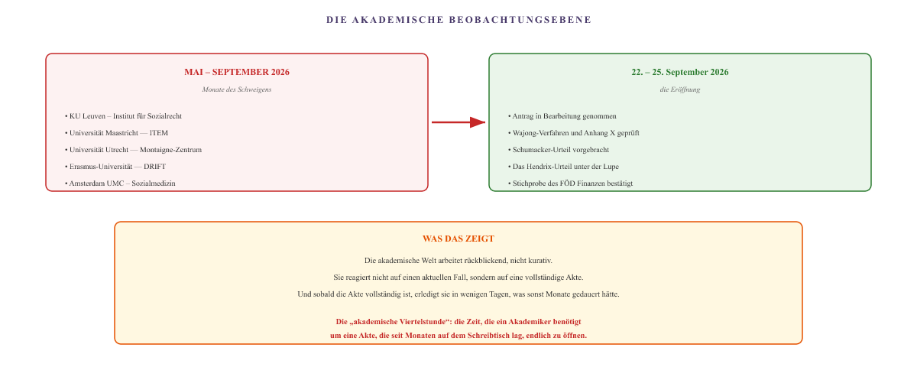 DIE AKADEMISCHE BEOBACHTUNGSEBENE
MAI – SEPTEMBER 2026
Monate des Schweigens
• KU Leuven – Institut für Sozialrecht
• Universität Maastricht — ITEM
• Universität Utrecht — Montaigne-Zentrum
• Erasmus-Universität — DRIFT
• Amsterdam UMC – Sozialmedizin
22. – 25. September 2026
die Eröffnung
• Antrag in Bearbeitung genommen
• Wajong-Verfahren und Anhang X geprüft
• Schumacker-Urteil vorgebracht
• Das Hendrix-Urteil unter der Lupe
• Stichprobe des FÖD Finanzen bestätigt
WAS DAS ZEIGT
Die akademische Welt arbeitet rückblickend, nicht kurativ.
Sie reagiert nicht auf einen aktuellen Fall, sondern auf eine vollständige Akte.
Und sobald die Akte vollständig ist, erledigt sie in wenigen Tagen, was sonst Monate gedauert hätte.
Die „akademische Viertelstunde“: die Zeit, die ein Akademiker benötigt
um eine Akte, die seit Monaten auf dem Schreibtisch lag, endlich zu öffnen.